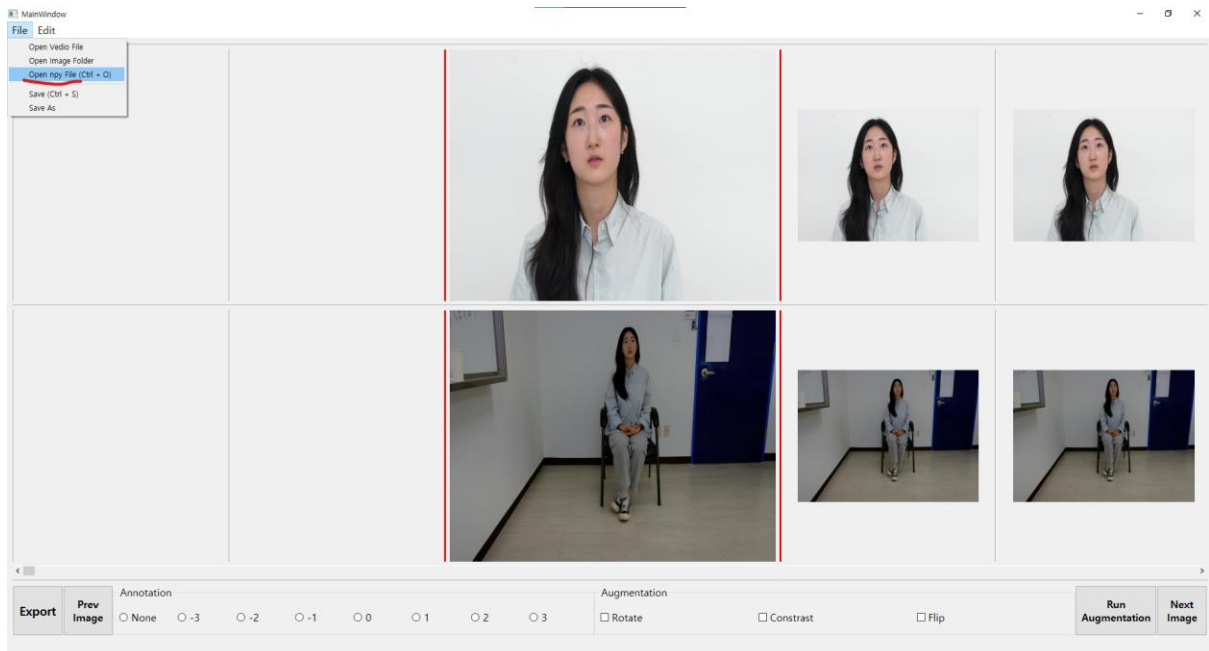 MainWindow
File Edit
Open Vedio File
Open Image Folder
Open npy File (Ctrl + O)
Save (Ctrl + S)
Save As
Export
Prev
Image
Annotation
None -3 -2 -1 0 1 2 3
Augmentation
Rotate Constrast Flip
Run
Augmentation
Next
Image